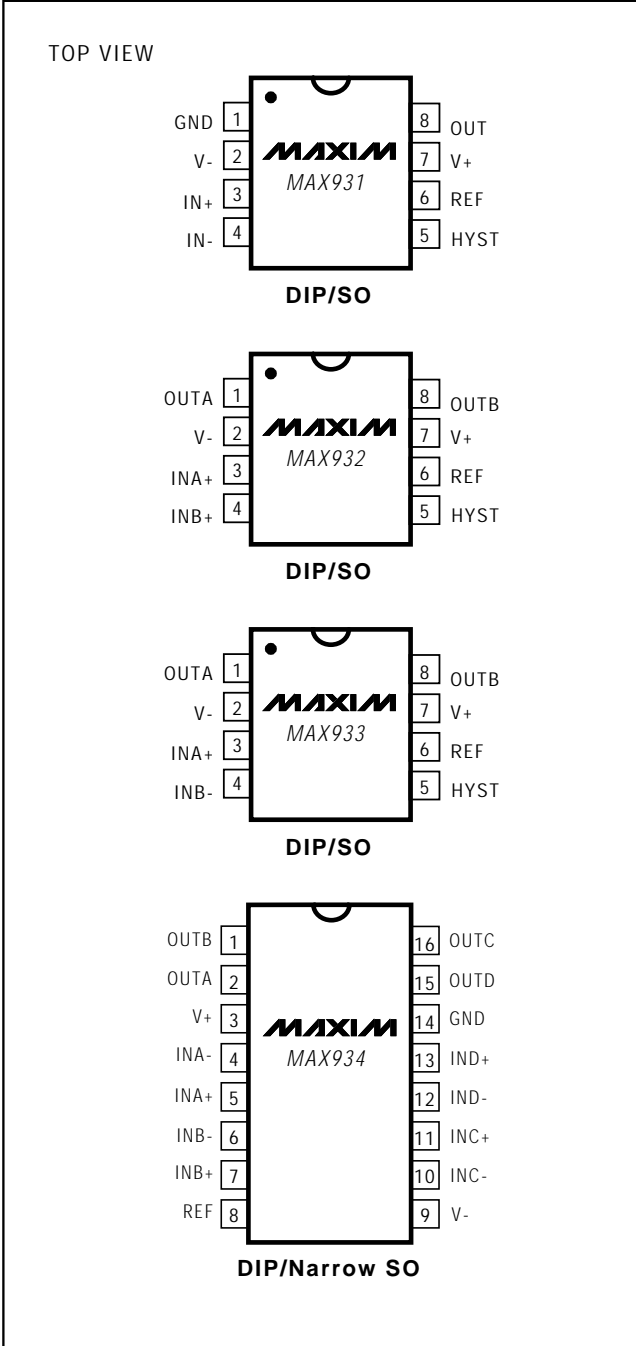 TOP VIEW
GND 1 8 OUT
V- 2 MAXIM 7 V+
MAX931
IN+ 3 6 REF
IN- 4 5 HYST
DIP/SO
OUTA 1 8 OUTB
V- 2 MAXIM 7 V+
MAX932
INA+ 3 6 REF
INB+ 4 5 HYST
DIP/SO
OUTA 1 8 OUTB
V- 2 MAXIM 7 V+
MAX933
INA+ 3 6 REF
INB- 4 5 HYST
DIP/SO
OUTB 1 16 OUTC
OUTA 2 15 OUTD
V+ 3 MAXIM 14 GND
INA- 4 MAX934 13 IND+
INA+ 5 12 IND-
INB- 6 11 INC+
INB+ 7 10 INC-
REF 8 9 V-
DIP/Narrow SO